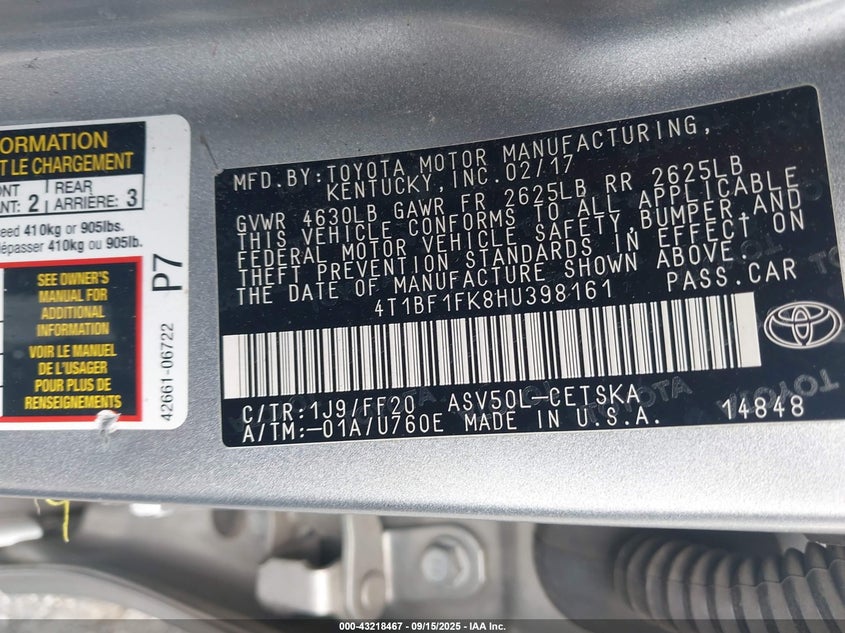 ORMATION
T LE CHARGEMENT
ONT REAR
ANT: 2 ARRIÈRE: 3
ceed 410kg or 905lbs.
dépasser 410kg ou 905lb.
SEE OWNER'S
MANUAL FOR
ADDITIONAL
INFORMATION
VOIR LE MANUEL
DE L'USAGER
POUR PLUS DE
RENSEIGNEMENTS
P7
42661-06722
MFD.BY:TOYOTA MOTOR MANUFACTURING,
KENTUCKY,INC.02/17
GVWR 4630LB GAWR FR 2625LB RR 2625LB
THIS VEHICLE CONFORMS TO ALL APPLICABLE
FEDERAL MOTOR VEHICLE SAFETY,BUMPER,AND
THEFT PREVENTION STANDARDS IN EFFECT ON
THE DATE OF MANUFACTURE SHOWN ABOVE.
4T1BF1FK8HU398161 PASS.CAR
C/TR:1J9/FF20 ASV50L-CETSKA
A/TM:-01A/U760E MADE IN U.S.A. 14848
000-43218467 - 09/15/2025 - IAA Inc.